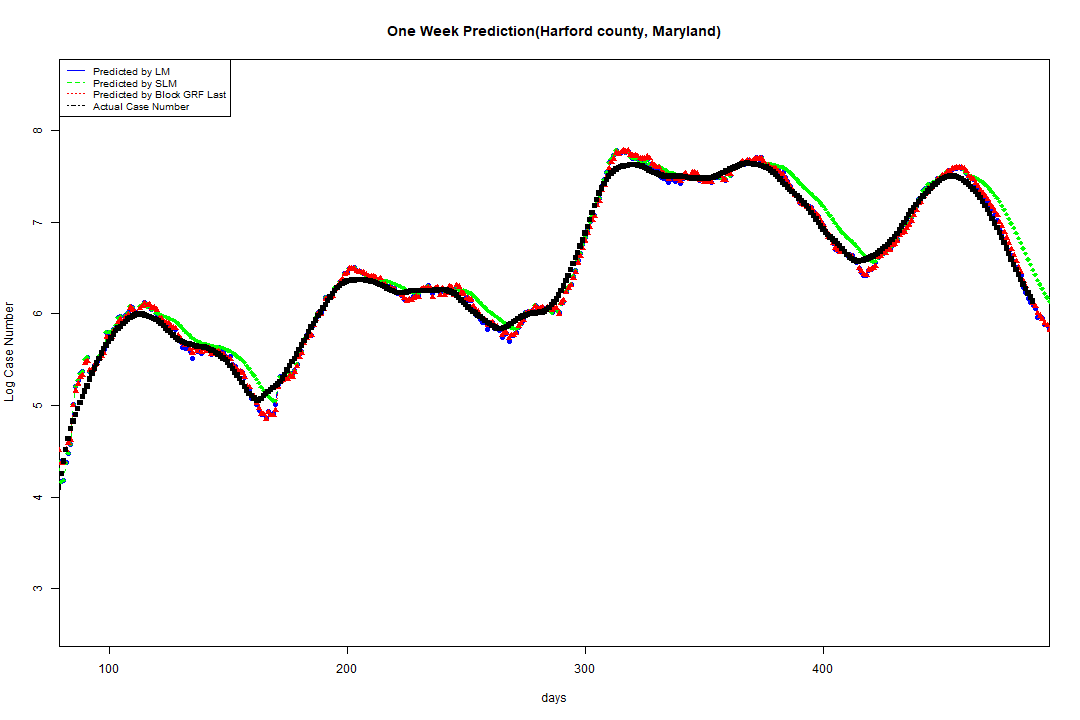 One Week Prediction(Harford county, Maryland)
Predicted by LM
Predicted by SLM
Predicted by Block GRF Last
Actual Case Number
8
7
6
5
4
3
Log Case Number
100 200 300 400
days